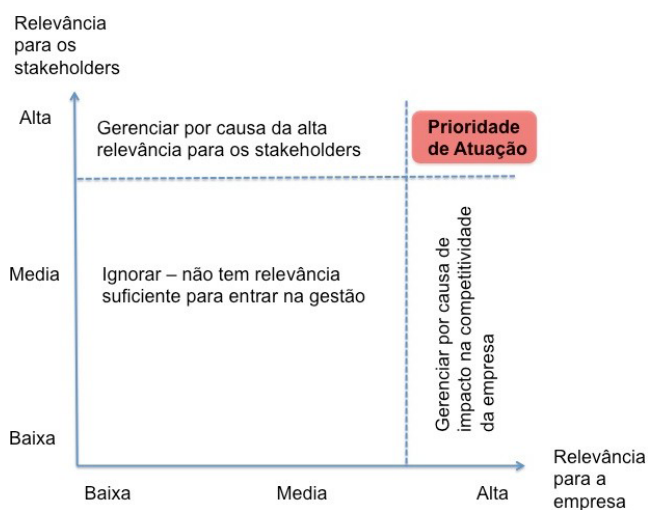 Relevância
para os
stakeholders
Alta
Gerenciar por causa da alta
relevância para os stakeholders
Prioridade
de Atuação
Media
Ignorar – não tem relevância
suficiente para entrar na gestão
Gerenciar por causa de
impacto na competitividade
da empresa
Baixa
Baixa
Media
Alta
Relevância
para a
empresa